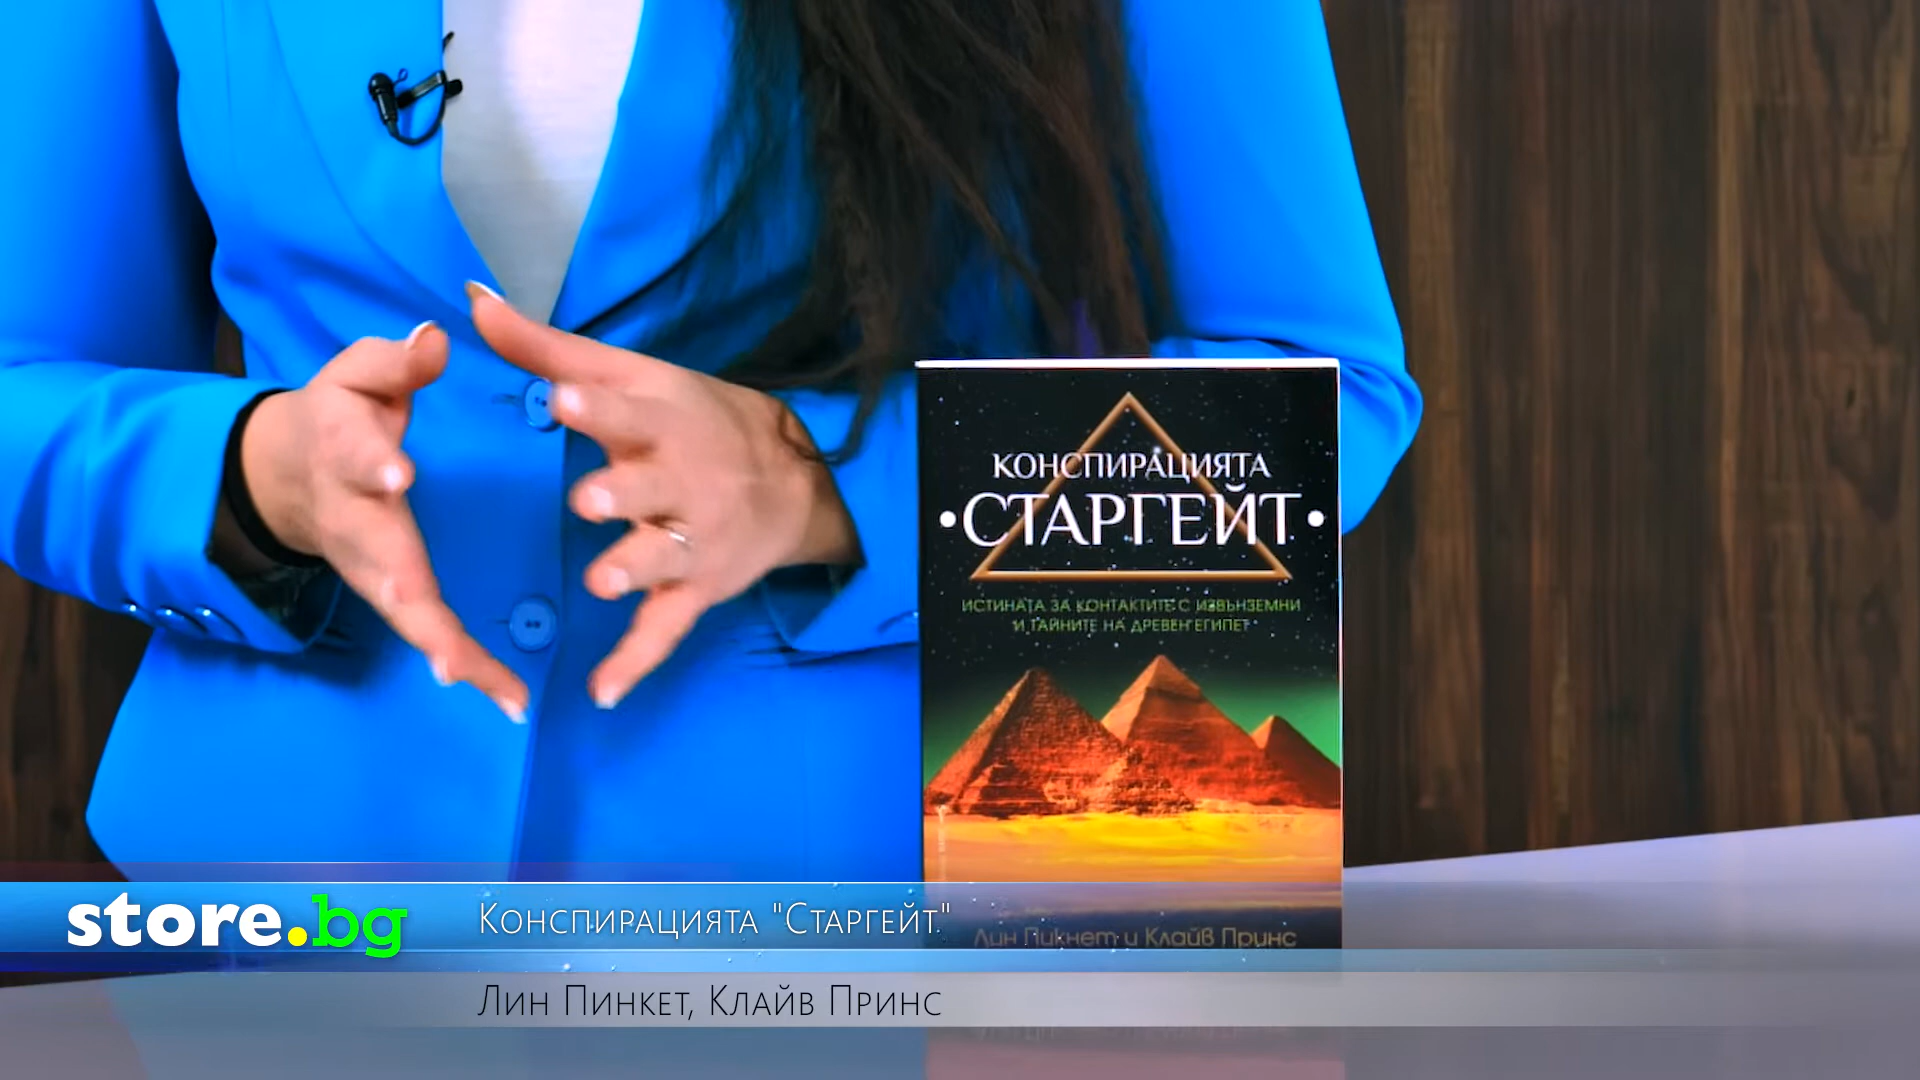 КОНСПИРАЦИЯТА
•СТАРГЕЙТ•
ИСТИНАТА ЗА КОНТАКТИТЕ С ИЗВЪНЗЕМНИ
И ТАЙНИТЕ НА ДРЕВЕН ЕГИПЕТ
Лин Пикнет и Клайв Принс
store.bg
Конспирацията "Старгейт"
Лин Пинкет, Клайв Принс